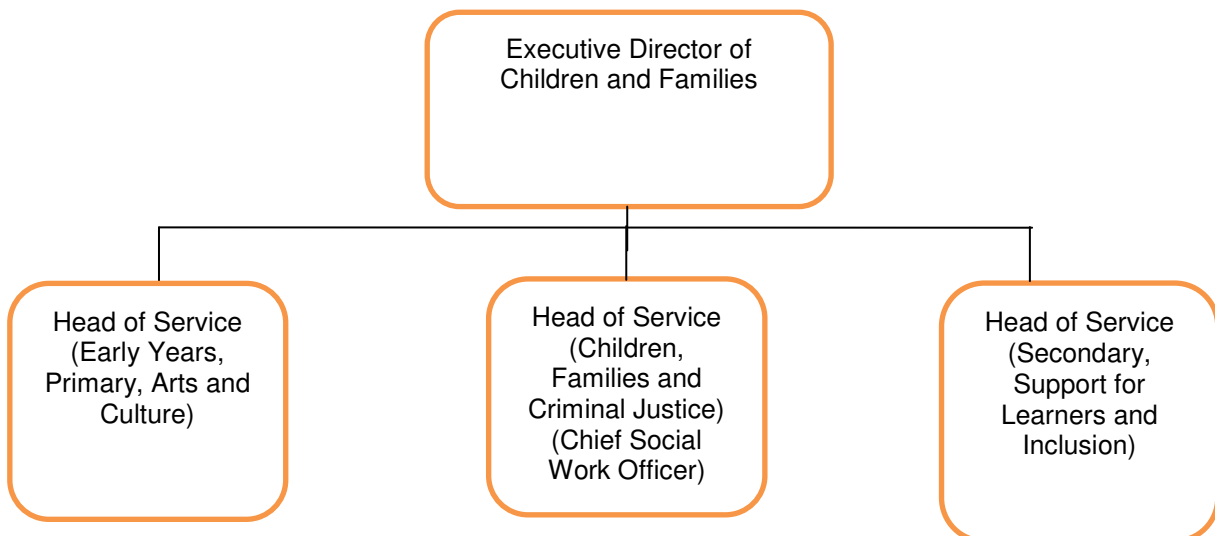 Executive Director of
Children and Families
Head of Service
(Early Years,
Primary, Arts and
Culture)
Head of Service
(Children,
Families and
Criminal Justice)
(Chief Social
Work Officer)
Head of Service
(Secondary,
Support for
Learners and
Inclusion)